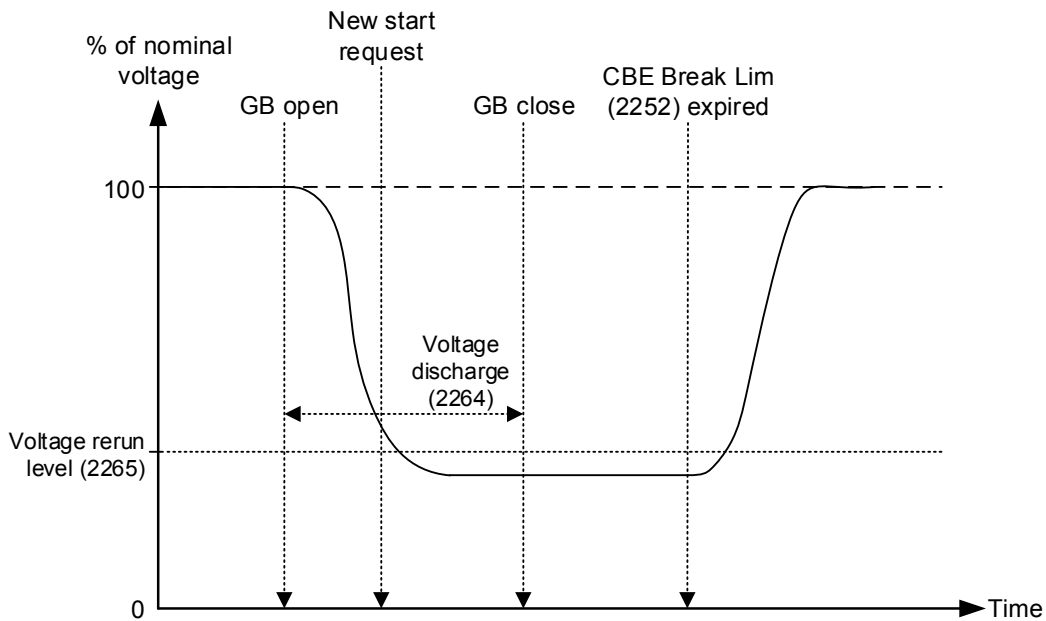 New start
request
% of nominal
voltage
GB open
GB close
CBE Break Lim
(2252) expired
100
Voltage
discharge
(2264)
Voltage rerun
level (2265)
0
Time